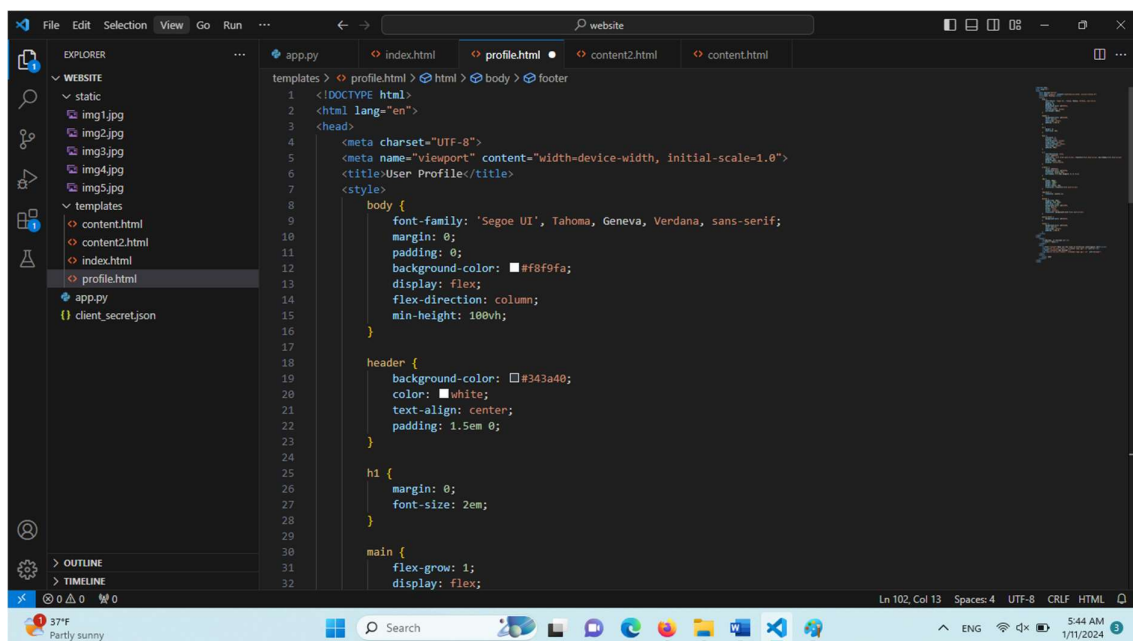 File Edit Selection View Go Run ··· website
EXPLORER ···
WEBSITE
static
img1.jpg
img2.jpg
img3.jpg
img4.jpg
img5.jpg
templates
content.html
content2.html
index.html
profile.html
app.py
{} client_secret.json
OUTLINE
TIMELINE
app.py index.html profile.html content2.html content.html ···
templates > profile.html > html > body > footer
1 <!DOCTYPE html>
2 <html lang="en">
3 <head>
4 <meta charset="UTF-8">
5 <meta name="viewport" content="width=device-width, initial-scale=1.0">
6 <title>User Profile</title>
7 <style>
8 body {
9 font-family: 'Segoe UI', Tahoma, Geneva, Verdana, sans-serif;
10 margin: 0;
11 padding: 0;
12 background-color: #f8f9fa;
13 display: flex;
14 flex-direction: column;
15 min-height: 100vh;
16 }
17
18 header {
19 background-color: #343a40;
20 color: white;
21 text-align: center;
22 padding: 1.5em 0;
23 }
24
25 h1 {
26 margin: 0;
27 font-size: 2em;
28 }
29
30 main {
31 flex-grow: 1;
32 display: flex;
1
1
0 0 0
Ln 102, Col 13 Spaces: 4 UTF-8 CRLF HTML
1 37°F
Partly sunny
Search
ENG
5:44 AM
1/11/2024
3